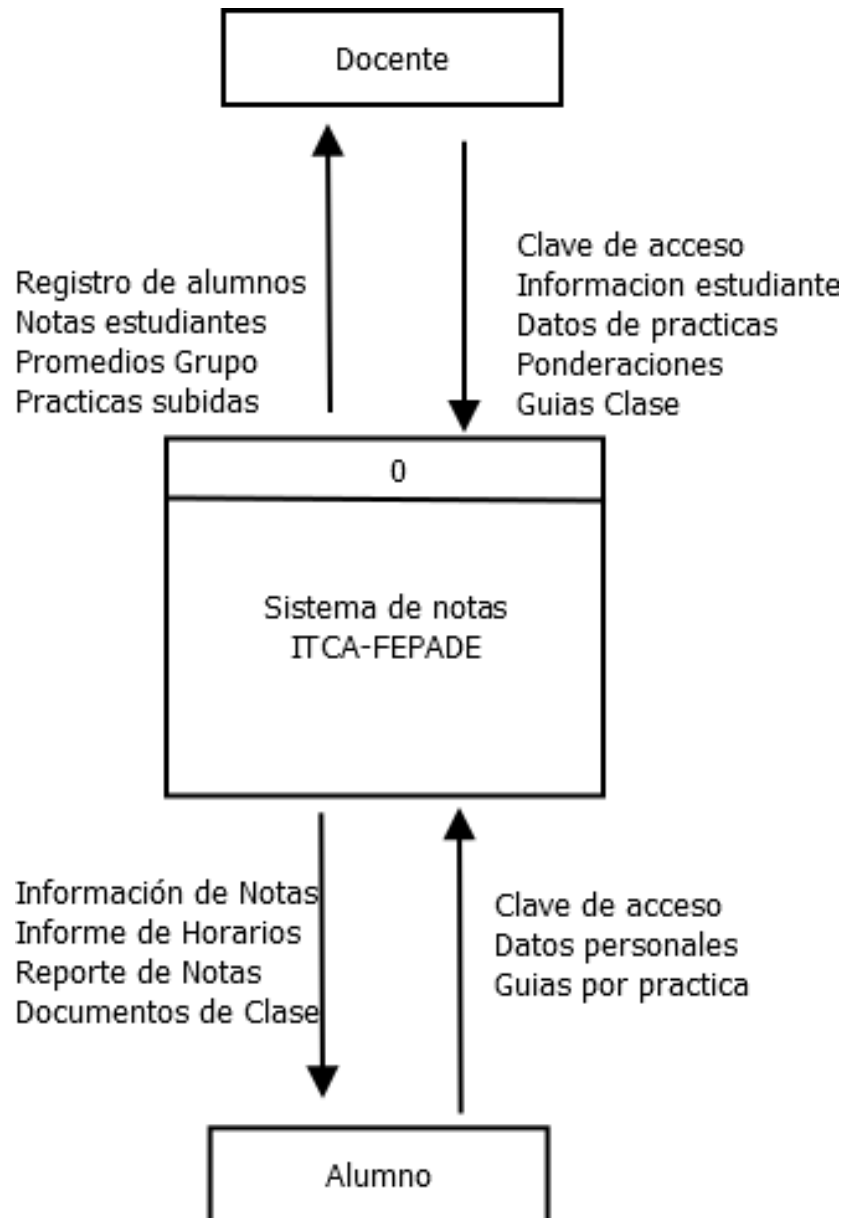 Docente
Registro de alumnos
Notas estudiantes
Promedios Grupo
Practicas subidas
Clave de acceso
Informacion estudiante
Datos de practicas
Ponderaciones
Guias Clase
0
Sistema de notas
ITCA-FEPADE
Información de Notas
Informe de Horarios
Reporte de Notas
Documentos de Clase
Clave de acceso
Datos personales
Guias por practica
Alumno